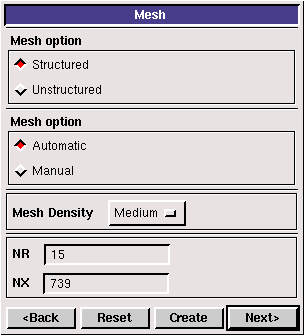 Mesh
Mesh option
Structured
Unstructured
Mesh option
Automatic
Manual
Mesh Density Medium
NR 15
NX 739
<Back Reset Create Next>